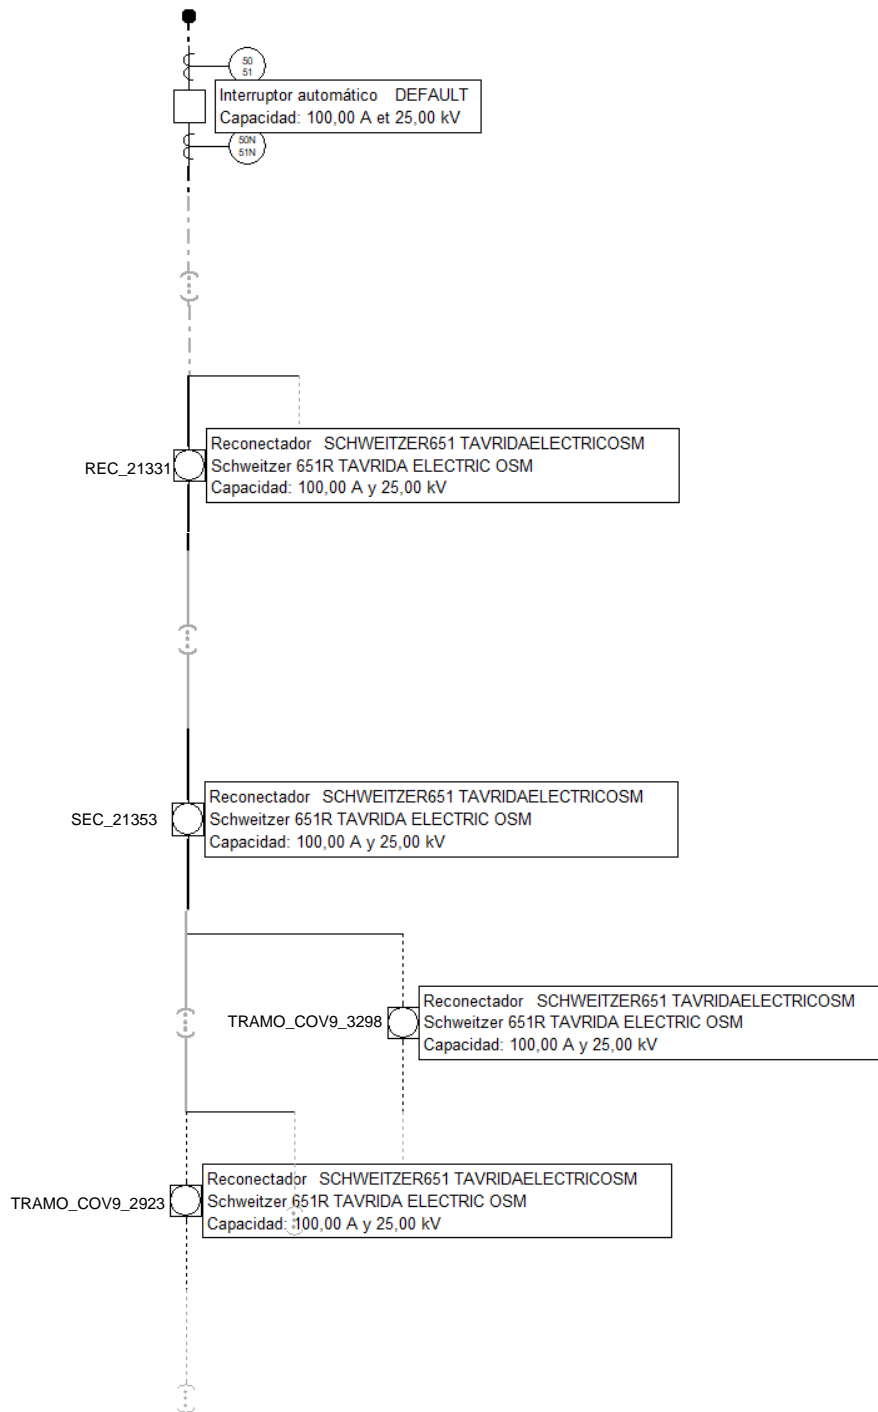 50
51
Interruptor automático DEFAULT
Capacidad: 100,00 A et 25,00 kV
50N
51N
REC_21331
Reconectador SCHWEITZER651 TAVRIDAELECTRICOSM
Schweitzer 651R TAVRIDA ELECTRIC OSM
Capacidad: 100,00 A y 25,00 kV
SEC_21353
Reconectador SCHWEITZER651 TAVRIDAELECTRICOSM
Schweitzer 651R TAVRIDA ELECTRIC OSM
Capacidad: 100,00 A y 25,00 kV
TRAMO_COV9_3298
Reconectador SCHWEITZER651 TAVRIDAELECTRICOSM
Schweitzer 651R TAVRIDA ELECTRIC OSM
Capacidad: 100,00 A y 25,00 kV
TRAMO_COV9_2923
Reconectador SCHWEITZER651 TAVRIDAELECTRICOSM
Schweitzer 651R TAVRIDA ELECTRIC OSM
Capacidad: 100,00 A y 25,00 kV